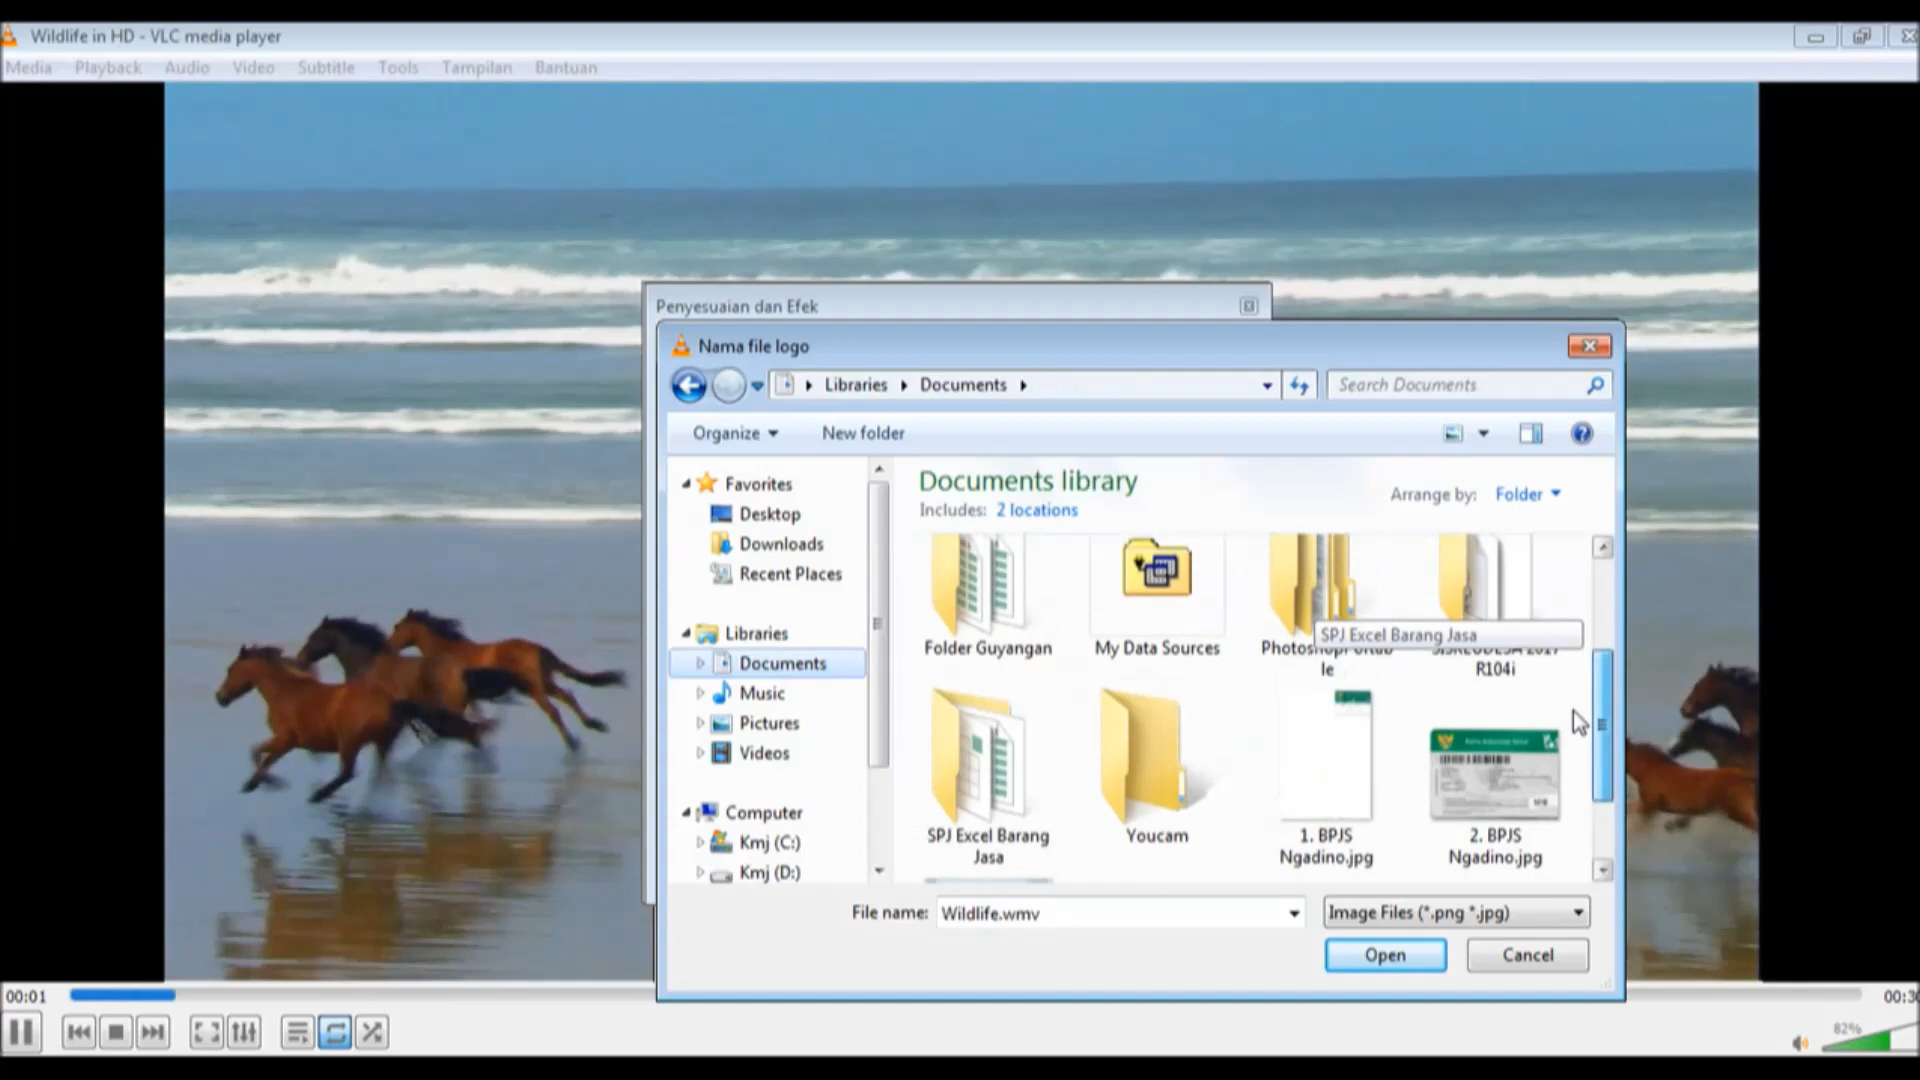 Wildlife in HD - VLC media player
Media Playback Audio Video Subtitle Tools Tampilan Bantuan
Penyesuaian dan Efek
Nama file logo
Libraries Documents
Search Documents
Organize New folder
Favorites
Desktop
Downloads
Recent Places
Libraries
Documents
Music
Pictures
Videos
Computer
Kmj (C:)
Kmj (D:)
Documents library
Includes: 2 locations
Arrange by: Folder
SPJ Excel Barang Jasa
Folder Guyangan
My Data Sources
le
R104i
SPJ Excel Barang
Jasa
Youcam
1. BPJS
Ngadino.jpg
2. BPJS
Ngadino.jpg
File name: Wildlife.wmv
Image Files (*.png *.jpg)
Open Cancel
00:01
82%